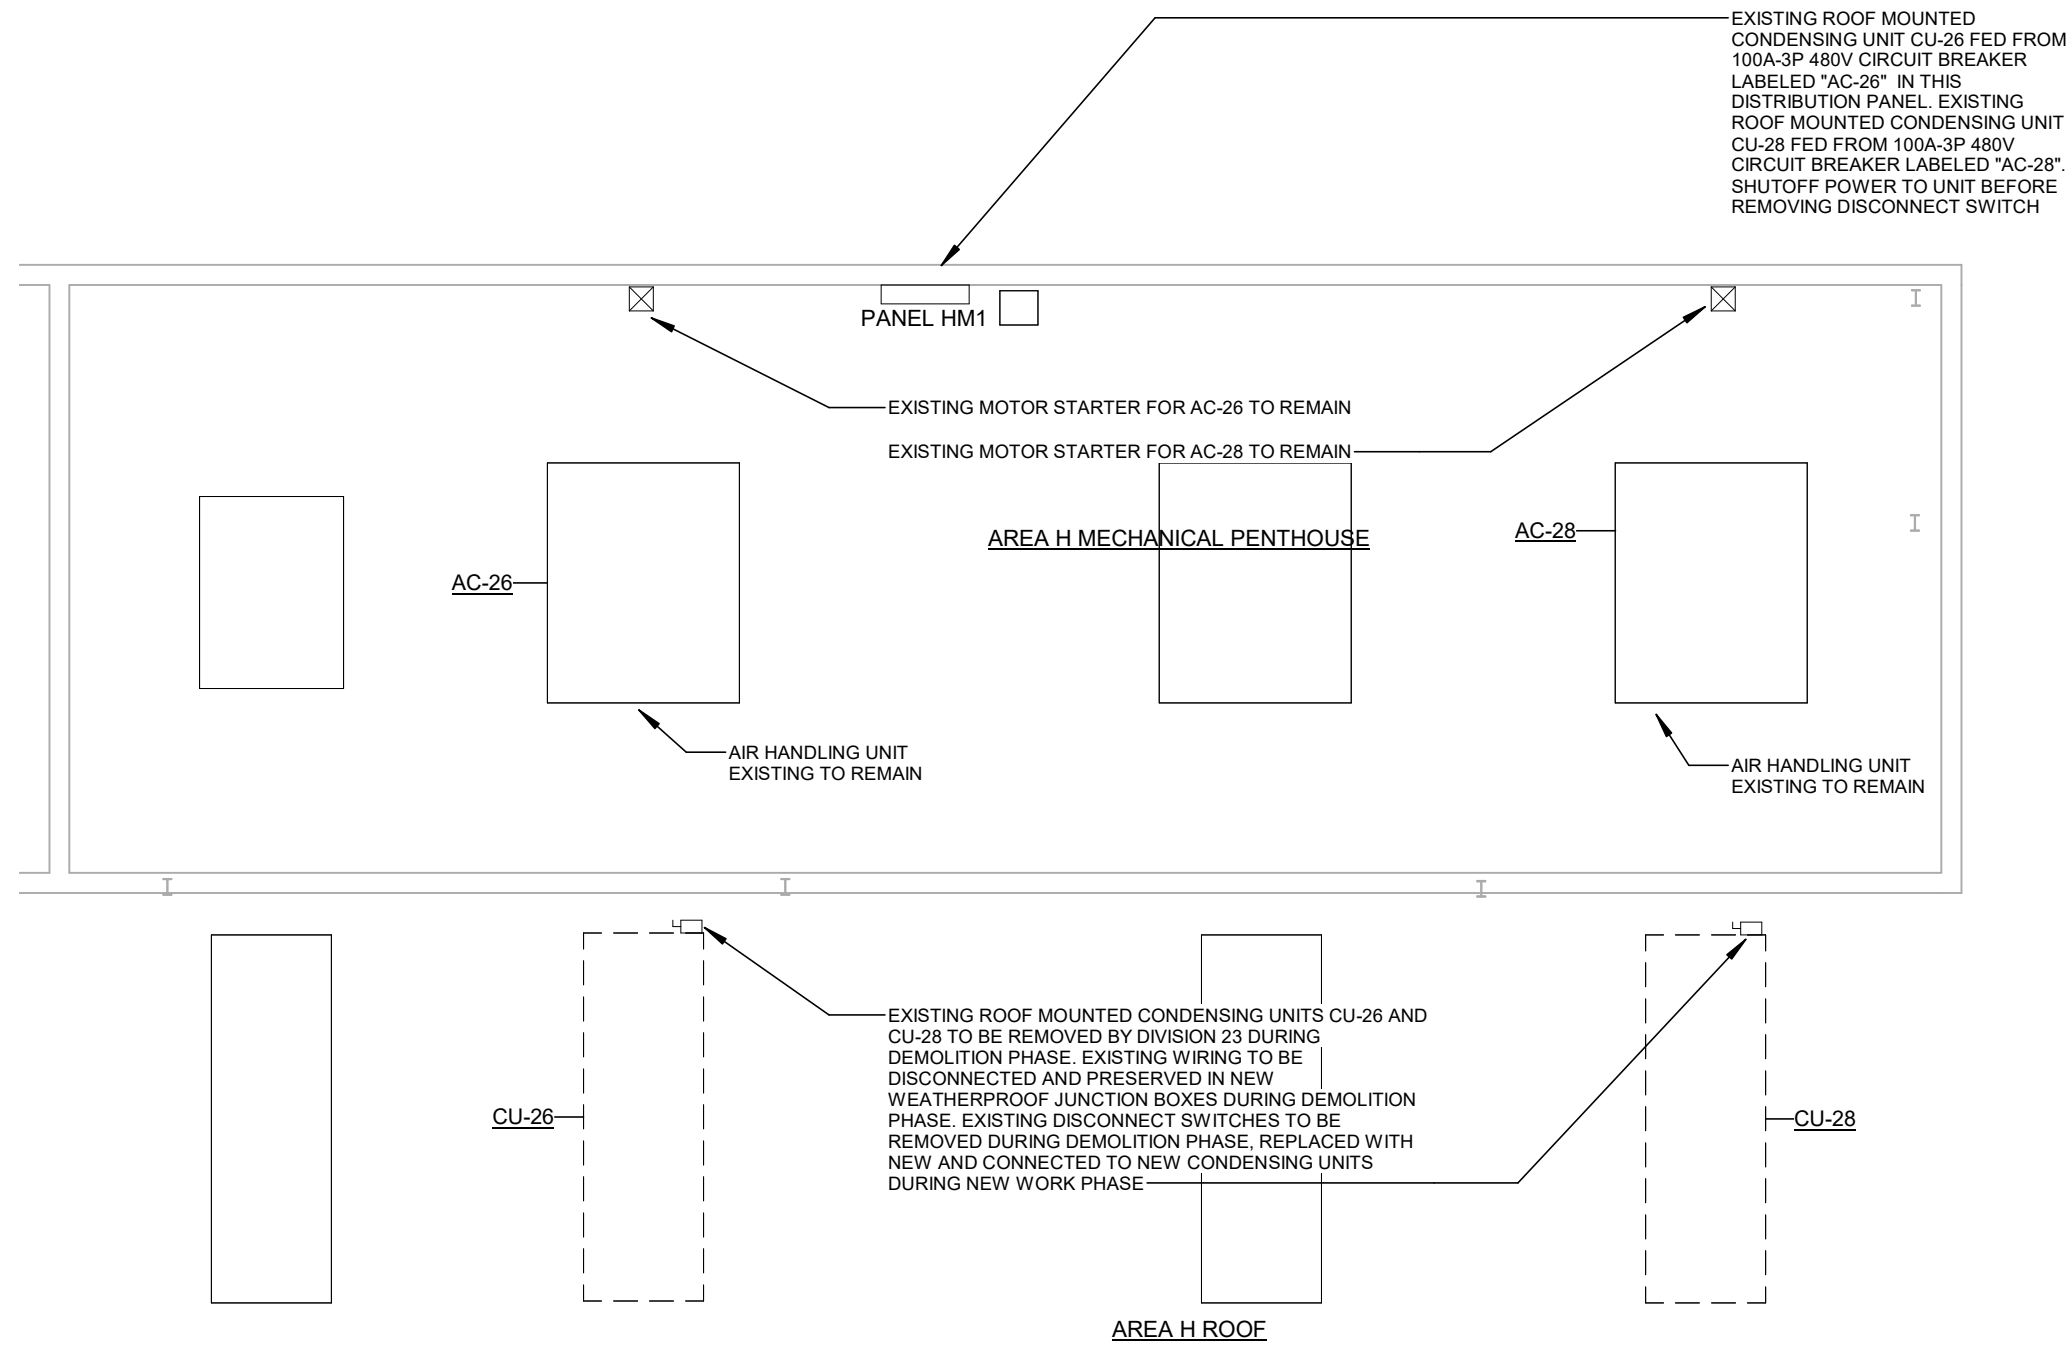 EXISTING ROOF MOUNTED
CONDENSING UNIT CU-26 FED FROM
100A-3P 480V CIRCUIT BREAKER
LABELED "AC-26" IN THIS
DISTRIBUTION PANEL. EXISTING
ROOF MOUNTED CONDENSING UNIT
CU-28 FED FROM 100A-3P 480V
CIRCUIT BREAKER LABELED "AC-28".
SHUTOFF POWER TO UNIT BEFORE
REMOVING DISCONNECT SWITCH
PANEL HM1
EXISTING MOTOR STARTER FOR AC-26 TO REMAIN
EXISTING MOTOR STARTER FOR AC-28 TO REMAIN
AREA H MECHANICAL PENTHOUSE
AC-28
AC-26
AIR HANDLING UNIT
EXISTING TO REMAIN
AIR HANDLING UNIT
EXISTING TO REMAIN
EXISTING ROOF MOUNTED CONDENSING UNITS CU-26 AND
CU-28 TO BE REMOVED BY DIVISION 23 DURING
DEMOLITION PHASE. EXISTING WIRING TO BE
DISCONNECTED AND PRESERVED IN NEW
WEATHERPROOF JUNCTION BOXES DURING DEMOLITION
PHASE. EXISTING DISCONNECT SWITCHES TO BE
REMOVED DURING DEMOLITION PHASE, REPLACED WITH
NEW AND CONNECTED TO NEW CONDENSING UNITS
DURING NEW WORK PHASE
CU-26
CU-28
AREA H ROOF